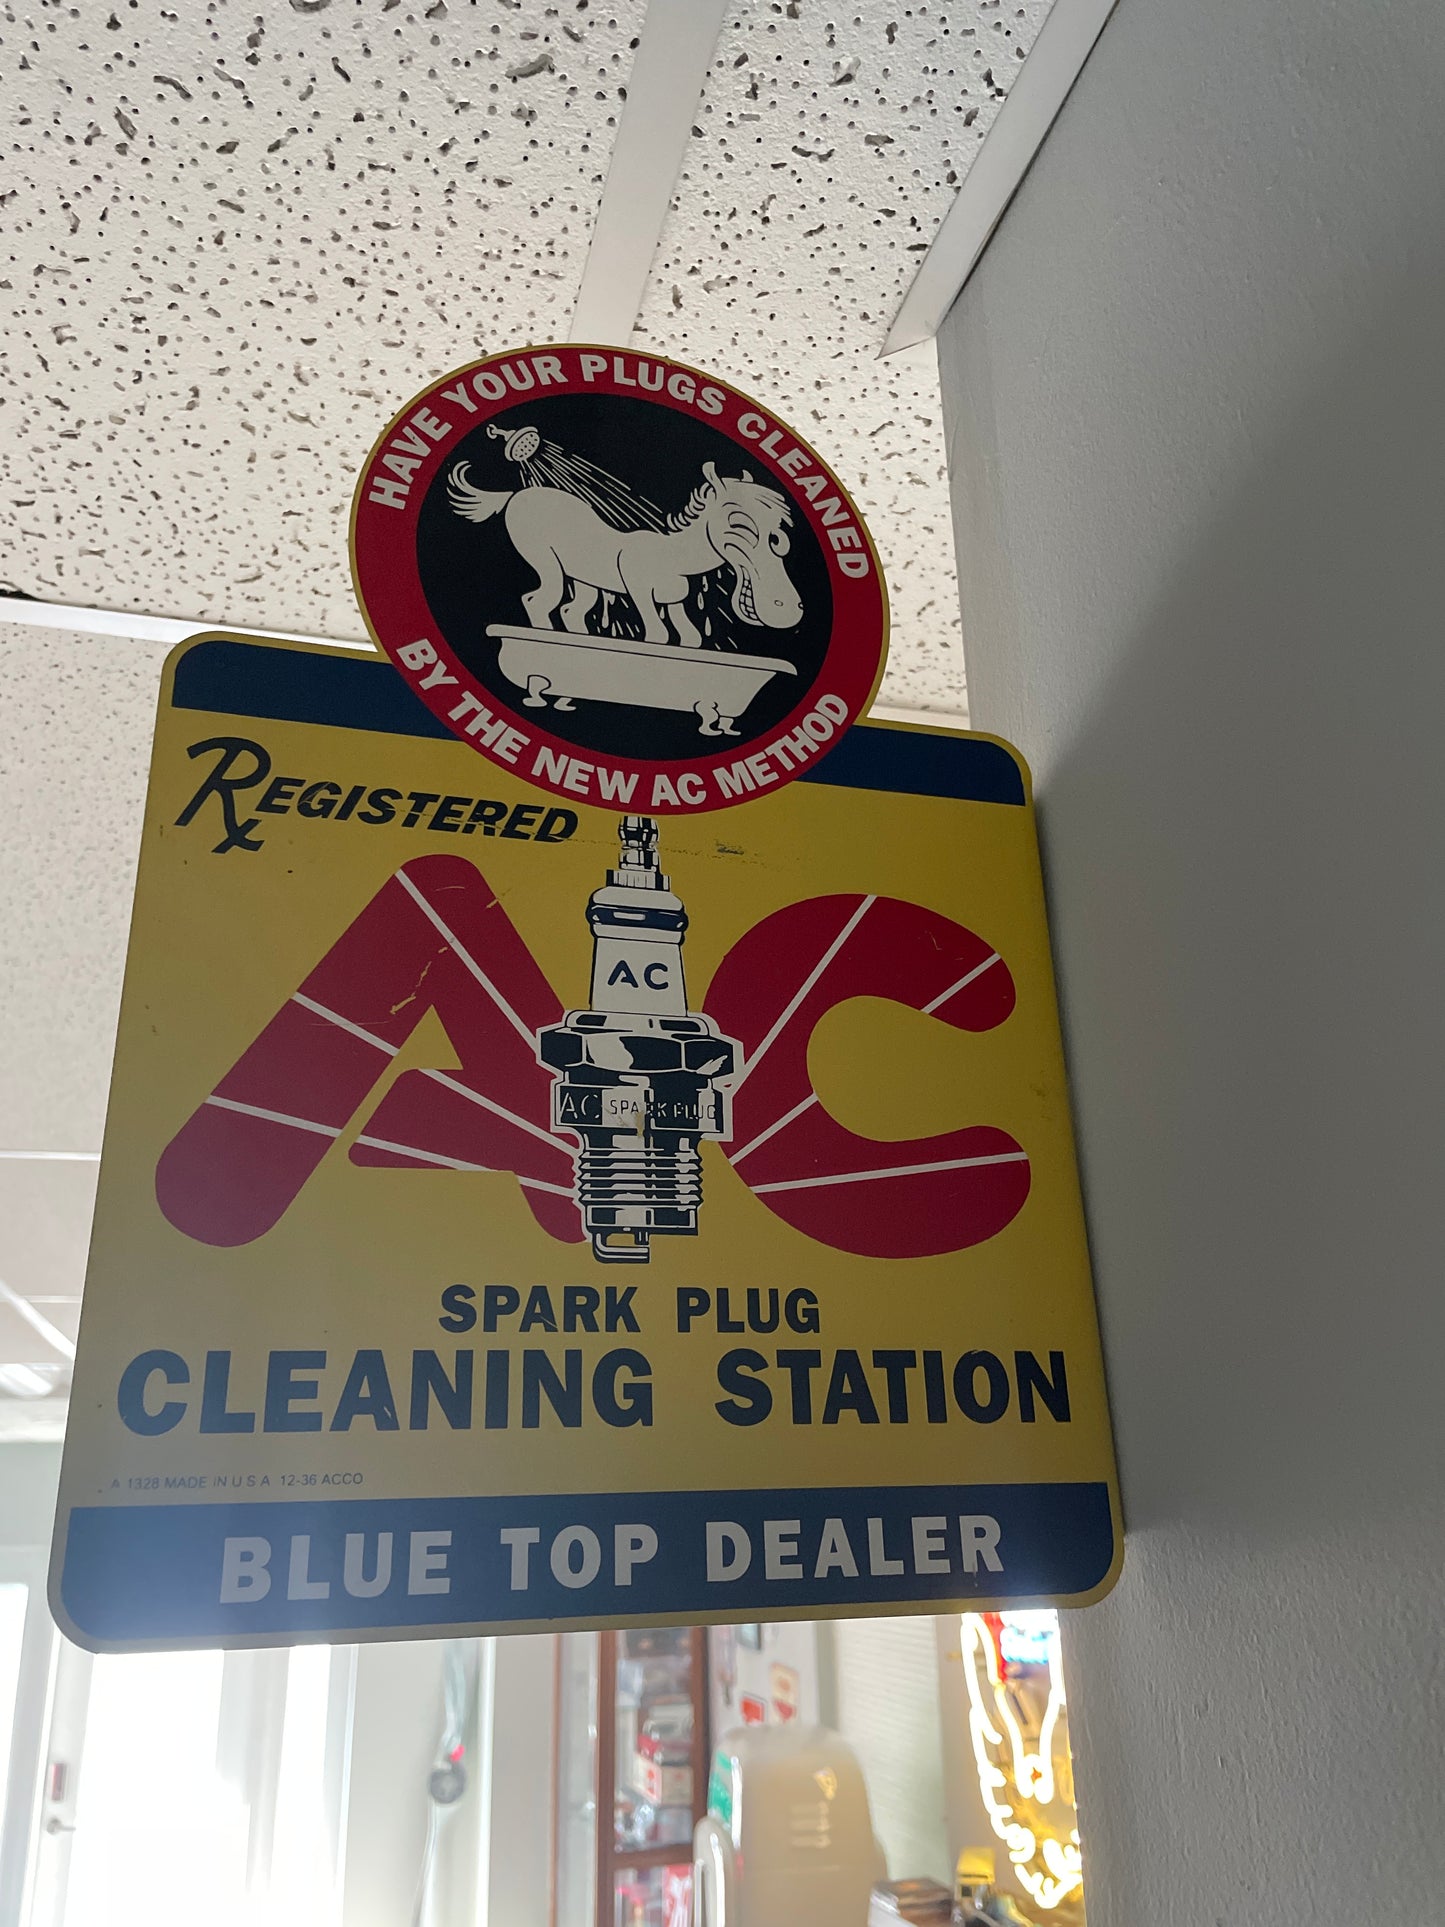 HAVE YOUR PLUGS CLEANED
BY THE NEW AC METHOD
REGISTERED
AC
AC
AC SPARK PLUG
SPARK PLUG
CLEANING STATION
A 1328 MADE IN U S A 12-36 ACCO
BLUE TOP DEALER